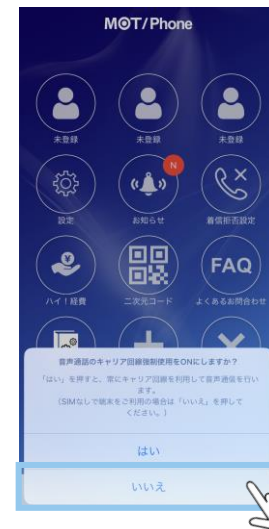 MOT/Phone
未登録
未登録
未登録
N
設定
お知らせ
着信拒否設定
FAQ
ハイ！経費
二次元コード
よくあるお問合わせ
音声通話のキャリア回線強制使用をONにしますか？
「はい」を押すと、常にキャリア回線を利用して音声通信を行い
ます。
（SIMなしで端末をご利用の場合は「いいえ」を押して
ください。）
はい
いいえ